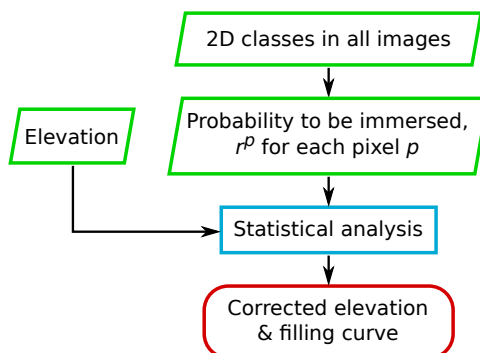 2D classes in all images
Probability to be immersed,
r^p for each pixel p
Elevation
Statistical analysis
Corrected elevation
& filling curve